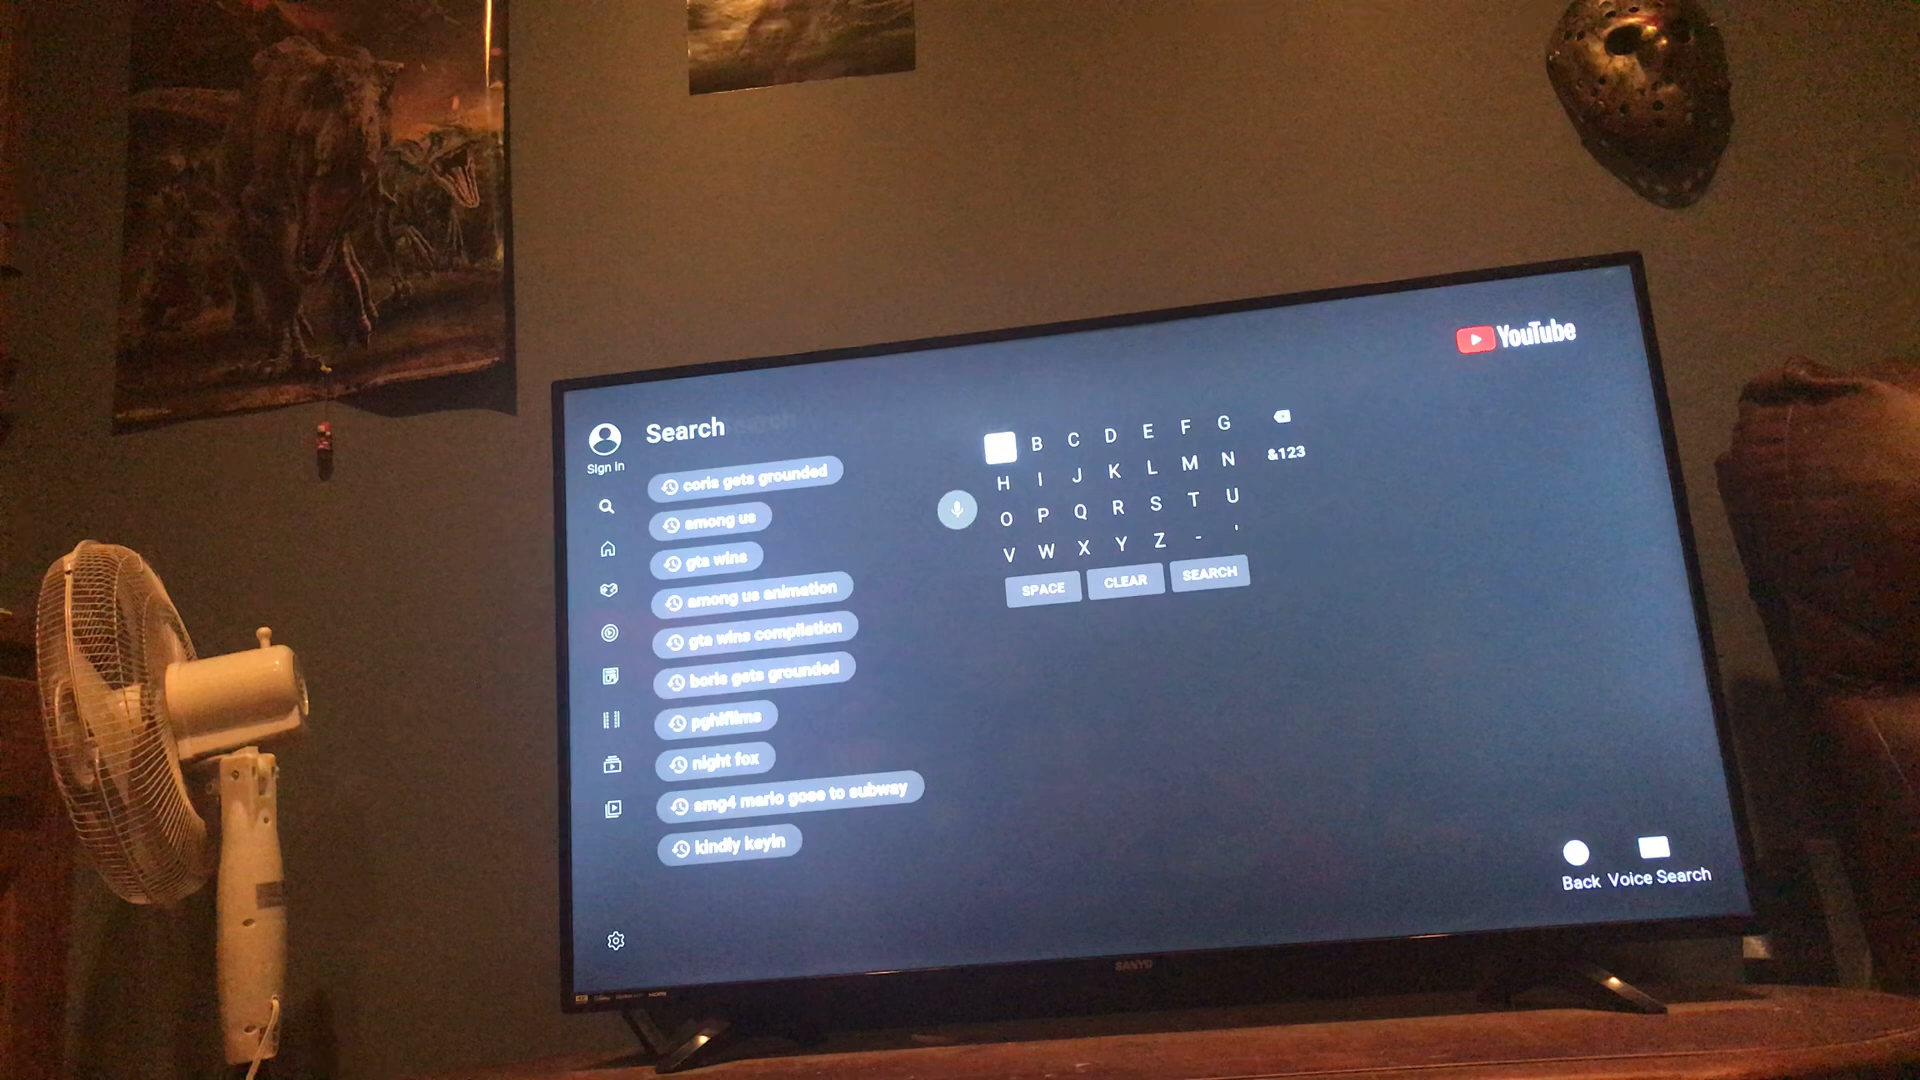 YouTube
Search
Sign in
coris gets grounded
among us
gta wins
among us animation
gta wins compilation
boris gets grounded
pghlfilms
night fox
smg4 mario goes to subway
kindly keyin
B C D E F G
H I J K L M N &123
O P Q R S T U
V W X Y Z - '
SPACE CLEAR SEARCH
Back Voice Search
SANYO